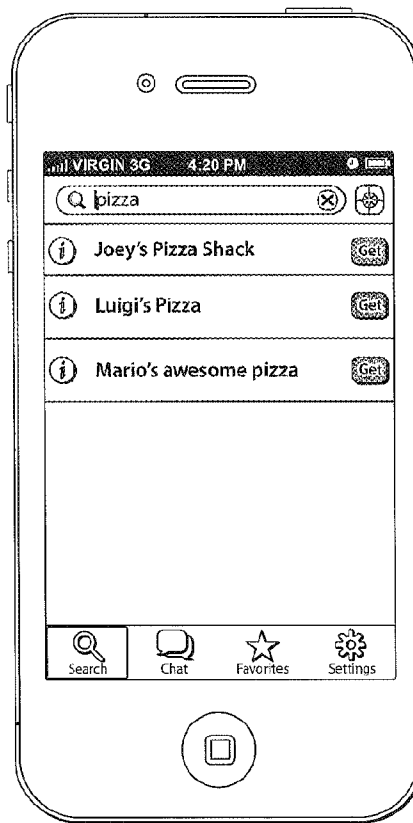 VIRGIN 3G 4:20 PM
pizza
i Joey's Pizza Shack Get
i Luigi's Pizza Get
i Mario's awesome pizza Get
Search Chat Favorites Settings